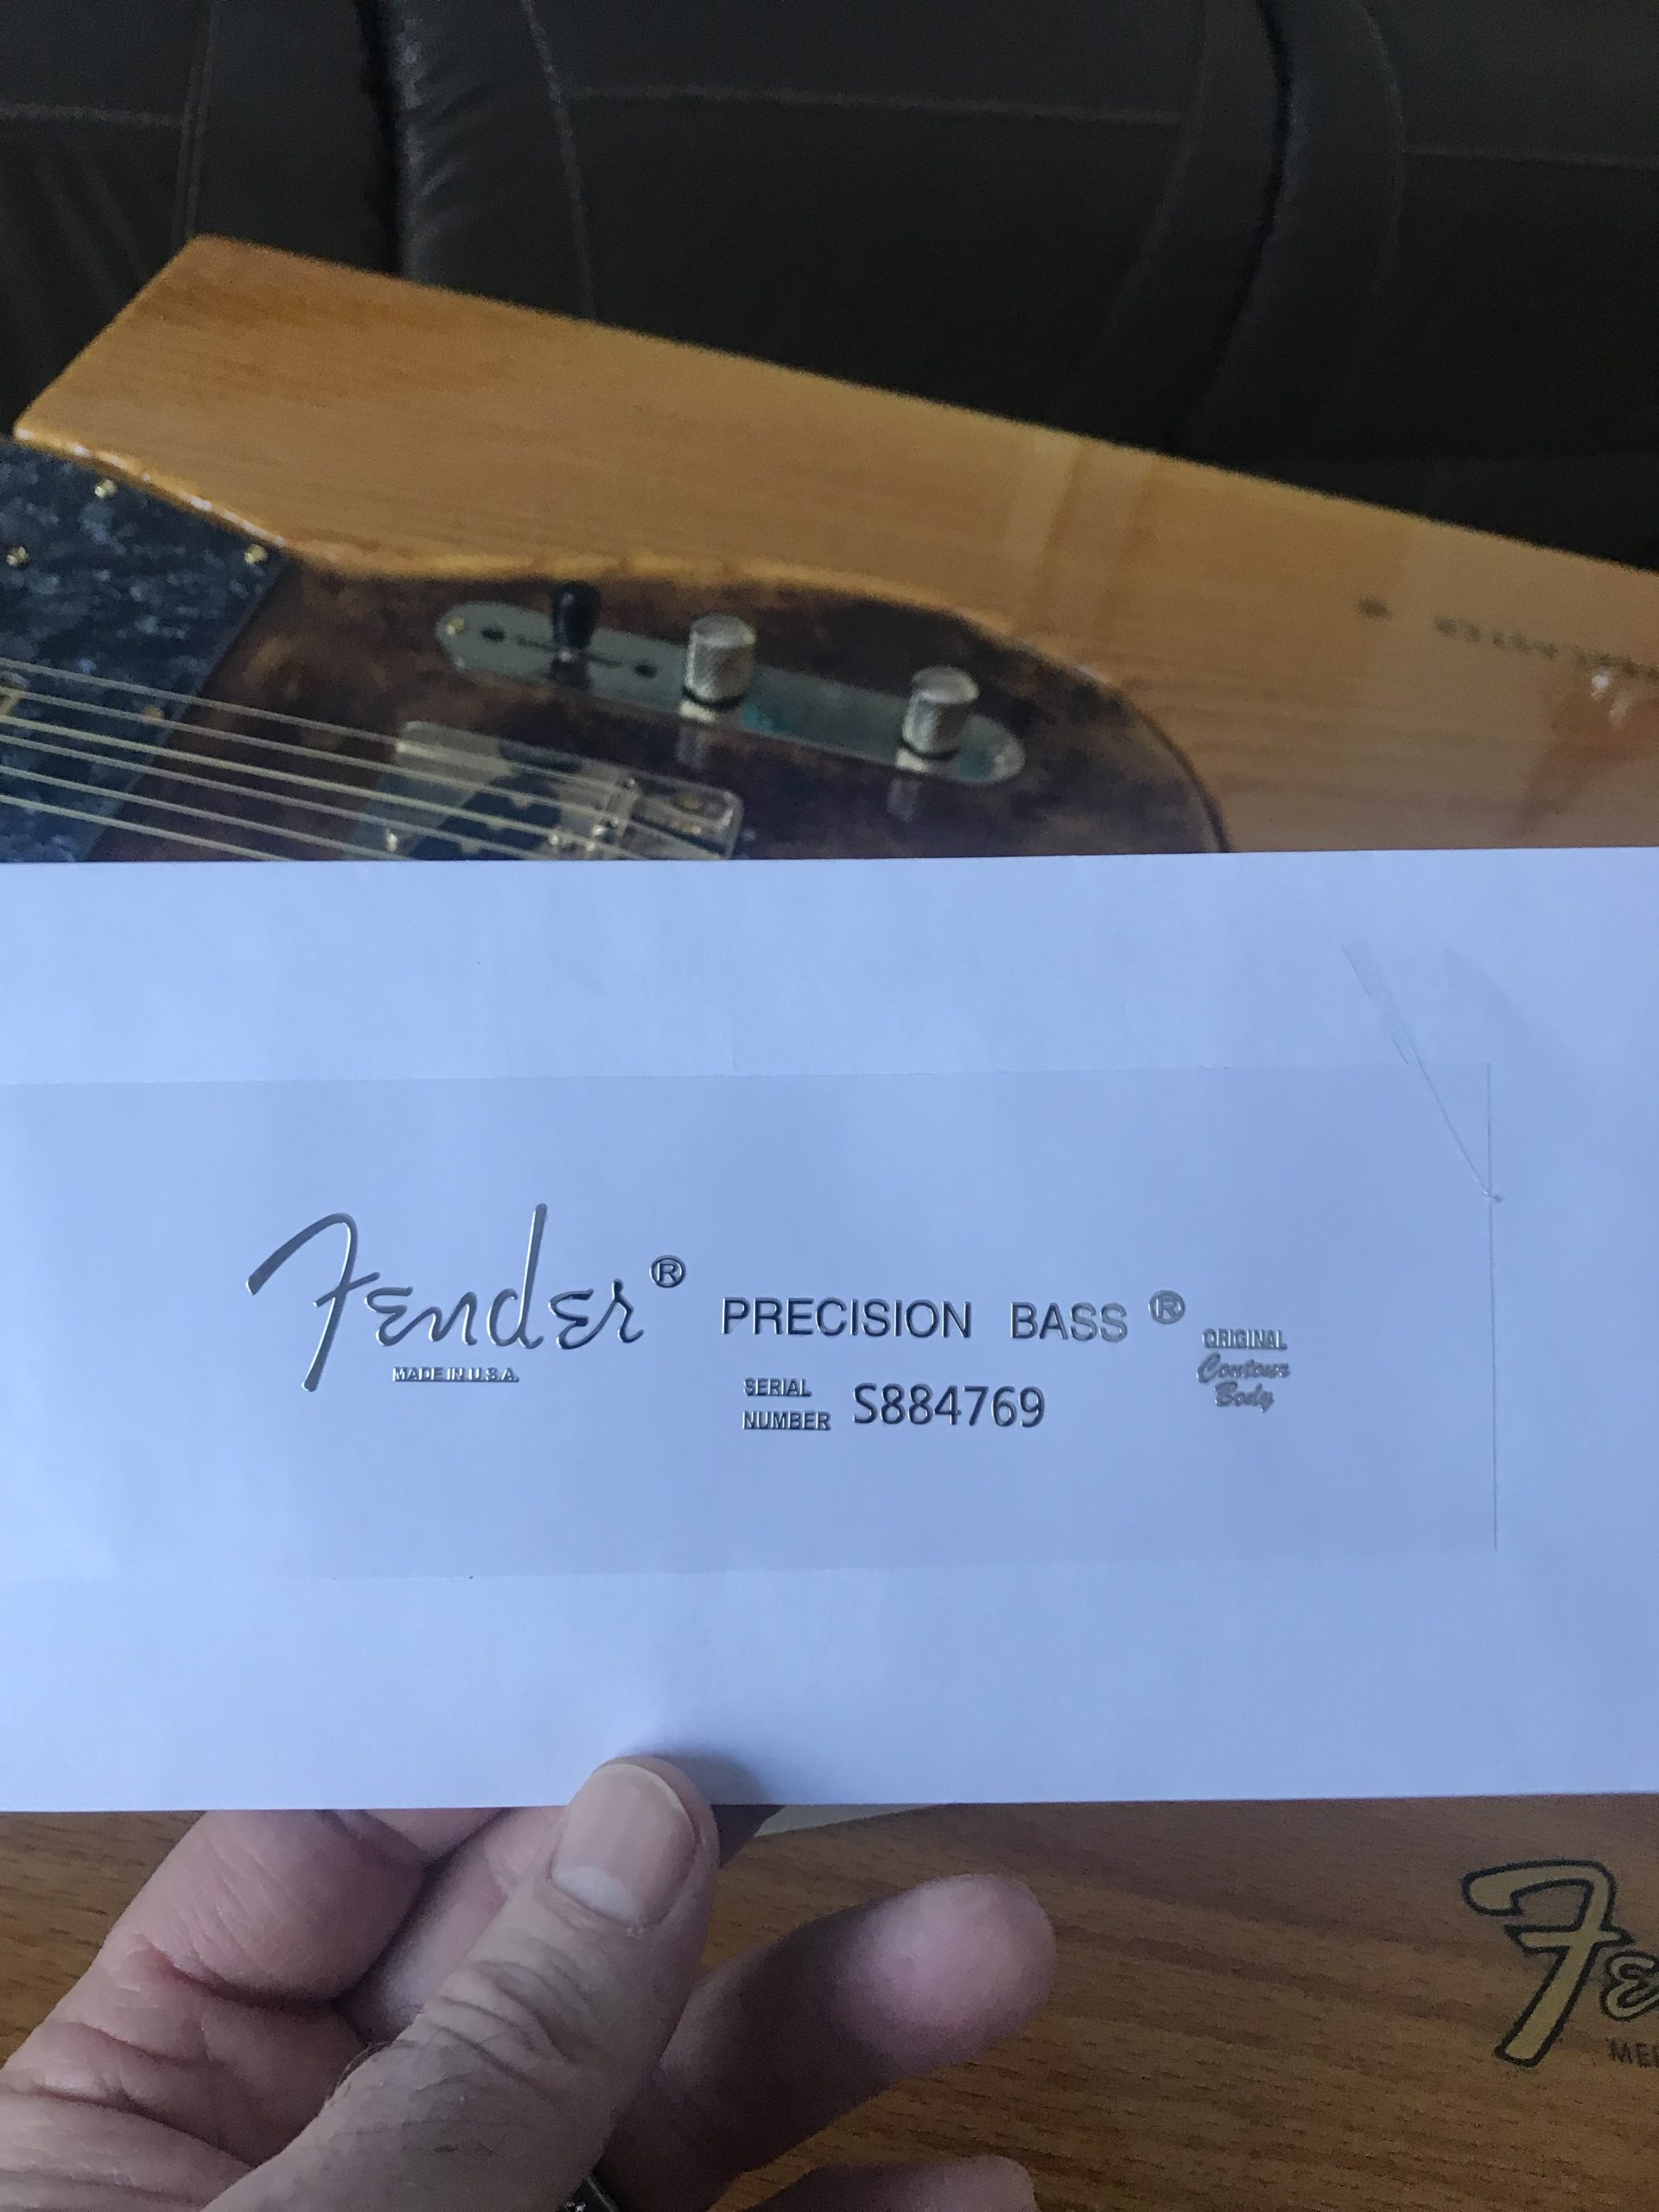 Fender®
PRECISION BASS ®
MADE IN U.S.A.
SERIAL
NUMBER S884769
ORIGINAL
Contour
Body